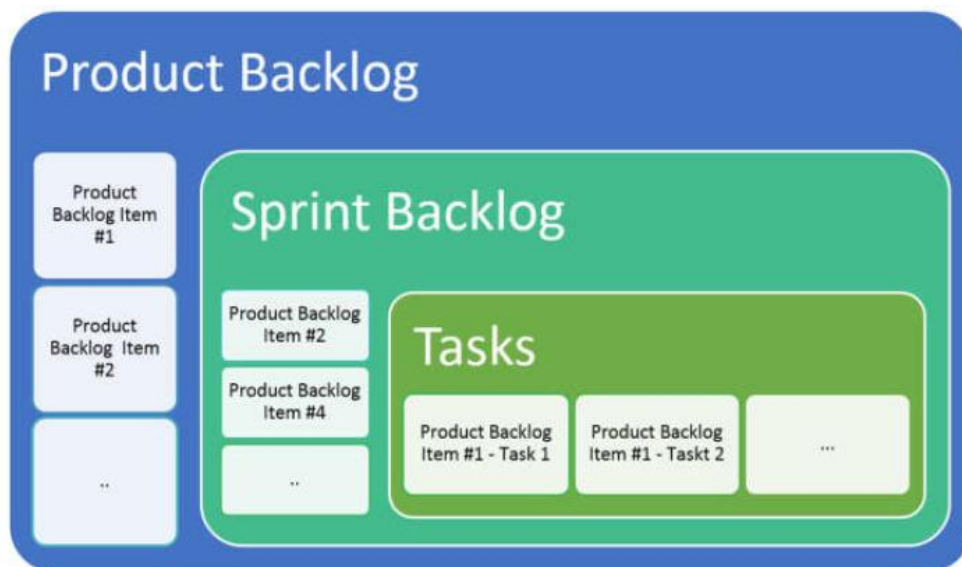 Product Backlog
Product
Backlog Item
#1
Product
Backlog Item
#2
..
Sprint Backlog
Product Backlog
Item #2
Product Backlog
Item #4
..
Tasks
Product Backlog
Item #1 - Task 1
Product Backlog
Item #1 - Taskt 2
...